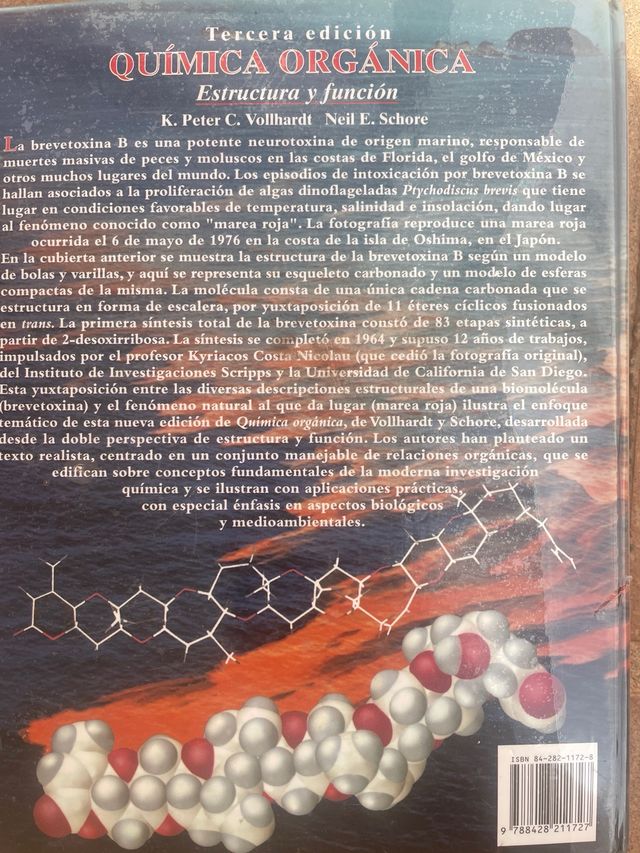 Tercera edición
QUÍMICA ORGÁNICA
Estructura y función
K. Peter C. Vollhardt Neil E. Schore
La brevetoxina B es una potente neurotoxina de origen marino, responsable de
muertes masivas de peces y moluscos en las costas de Florida, el golfo de México y
otros muchos lugares del mundo. Los episodios de intoxicación por brevetoxina B se
hallan asociados a la proliferación de algas dinoflageladas Ptychodiscus brevis que tiene
lugar en condiciones favorables de temperatura, salinidad e insolación, dando lugar
al fenómeno conocido como "marea roja". La fotografía reproduce una marea roja
ocurrida el 6 de mayo de 1976 en la costa de la isla de Oshima, en el Japón.
En la cubierta anterior se muestra la estructura de la brevetoxina B según un modelo
de bolas y varillas, y aquí se representa su esqueleto carbonado y un modelo de esferas
compactas de la misma. La molécula consta de una única cadena carbonada que se
estructura en forma de escalera, por yuxtaposición de 11 éteres cíclicos fusionados
en trans. La primera síntesis total de la brevetoxina constó de 83 etapas sintéticas, a
partir de 2-desoxirribosa. La síntesis se completó en 1964 y supuso 12 años de trabajos,
impulsados por el profesor Kyriacos Costa Nicolau (que cedió la fotografía original),
del Instituto de Investigaciones Scripps y la Universidad de California de San Diego.
Esta yuxtaposición entre las diversas descripciones estructurales de una biomolécula
(brevetoxina) y el fenómeno natural al que da lugar (marea roja) ilustra el enfoque
temático de esta nueva edición de Química orgánica, de Vollhardt y Schore, desarrollada
desde la doble perspectiva de estructura y función. Los autores han planteado un
texto realista, centrado en un conjunto manejable de relaciones orgánicas, que se
edifican sobre conceptos fundamentales de la moderna investigación
química y se ilustran con aplicaciones prácticas,
con especial énfasis en aspectos biológicos
y medioambientales.
ISBN 84-282-1172-8
9 788428 211727